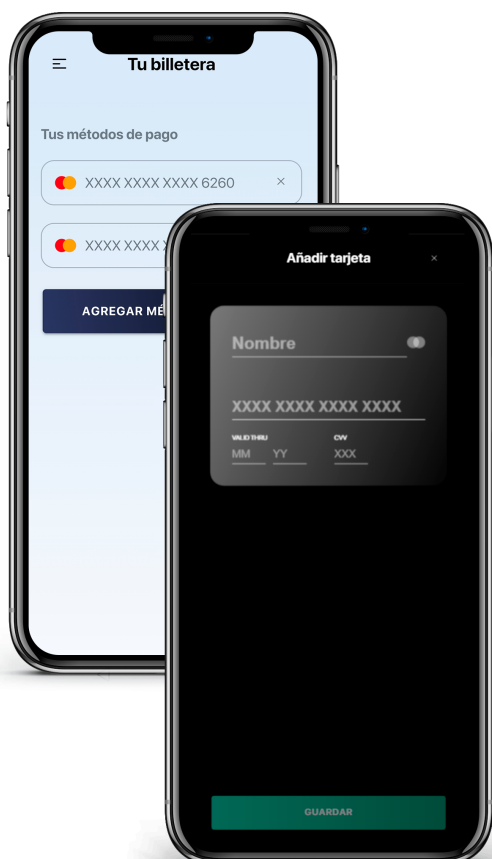 Tu billetera
Tus métodos de pago
XXXX XXXX XXXX 6260
XXXX XXXX
AGREGAR MÉ
Añadir tarjeta
Nombre
XXXX XXXX XXXX XXXX
VALID THRU CVV
MM YY XXX
GUARDAR